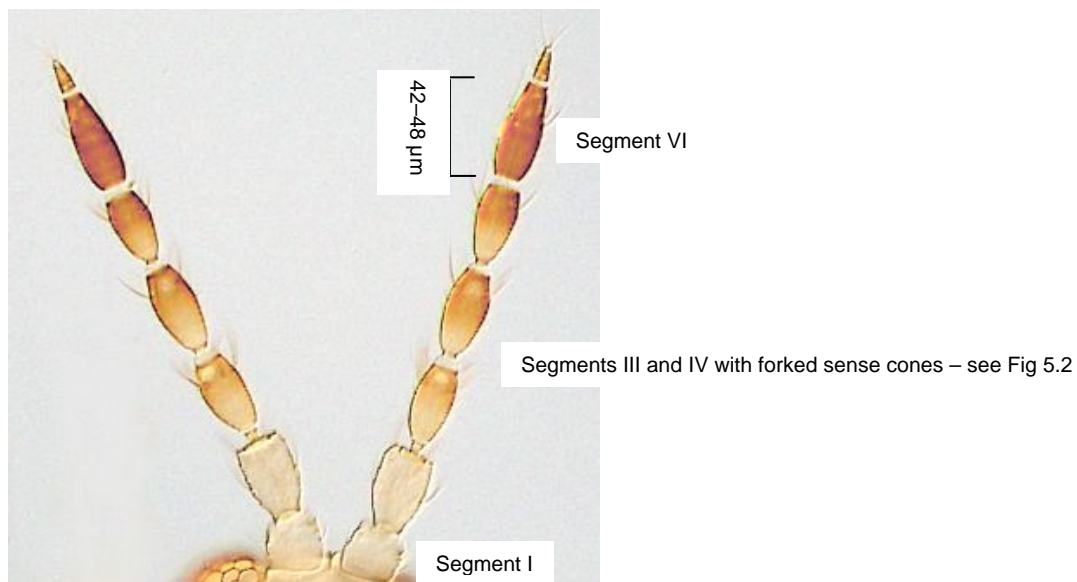 42–48 μm
Segment VI
Segments III and IV with forked sense cones – see Fig 5.2
Segment I